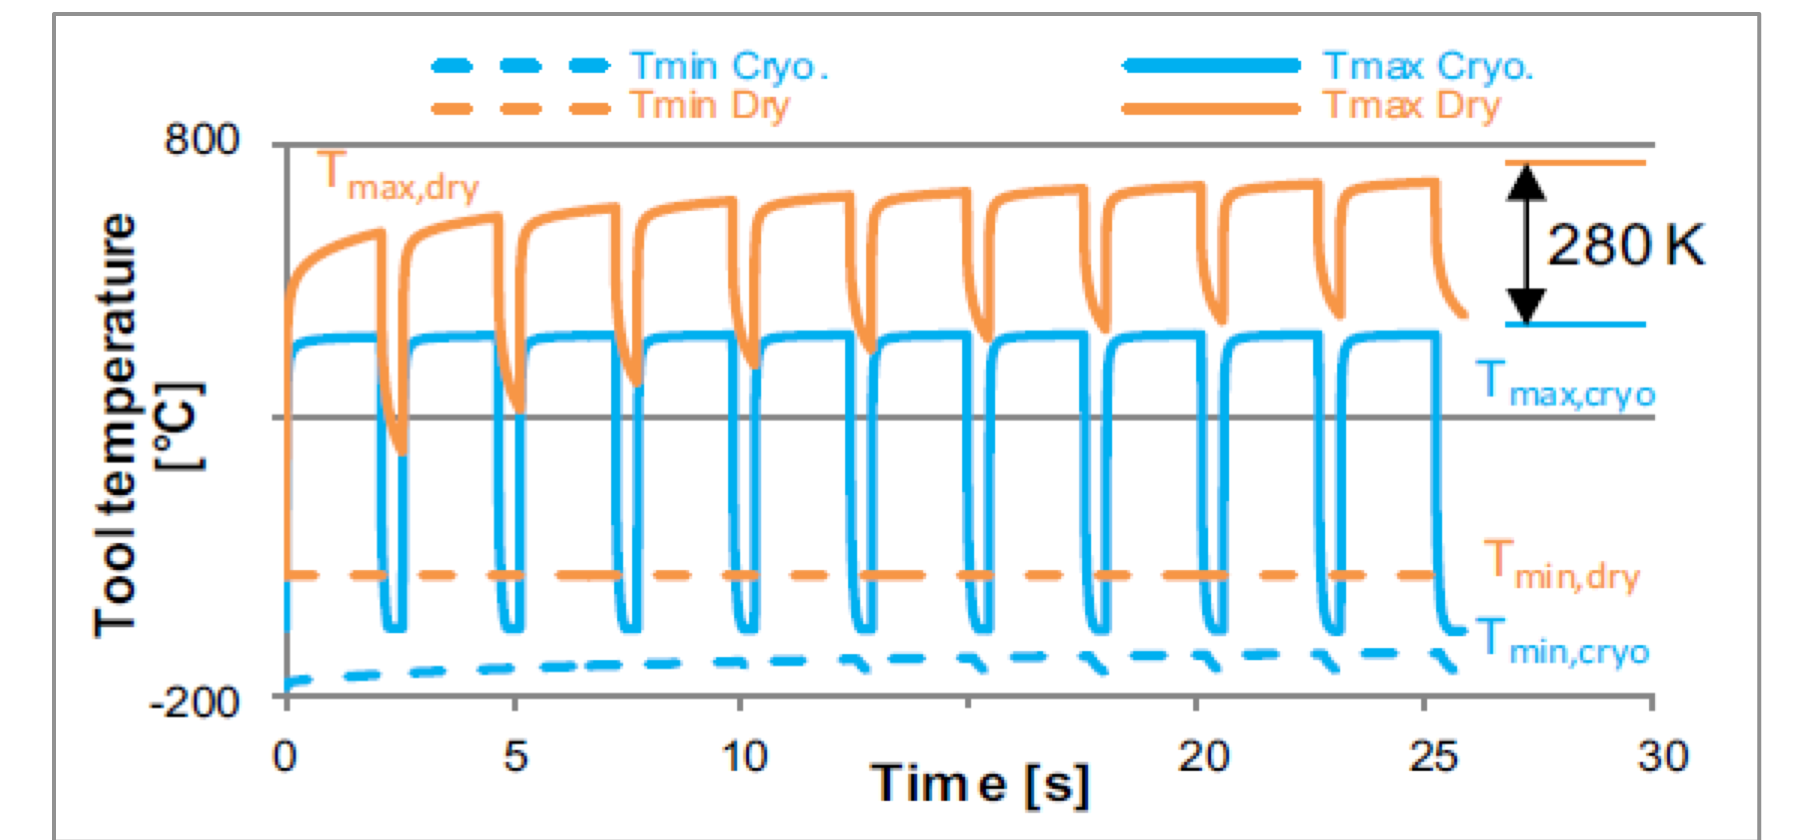 Tmin Cryo.
Tmax Cryo.
Tmin Dry
Tmax Dry
800
Tmax,dry
280 K
Tool temperature
[°C]
Tmax,cryo
Tmin,dry
Tmin,cryo
-200
0
5
10
20
25
30
Time [s]